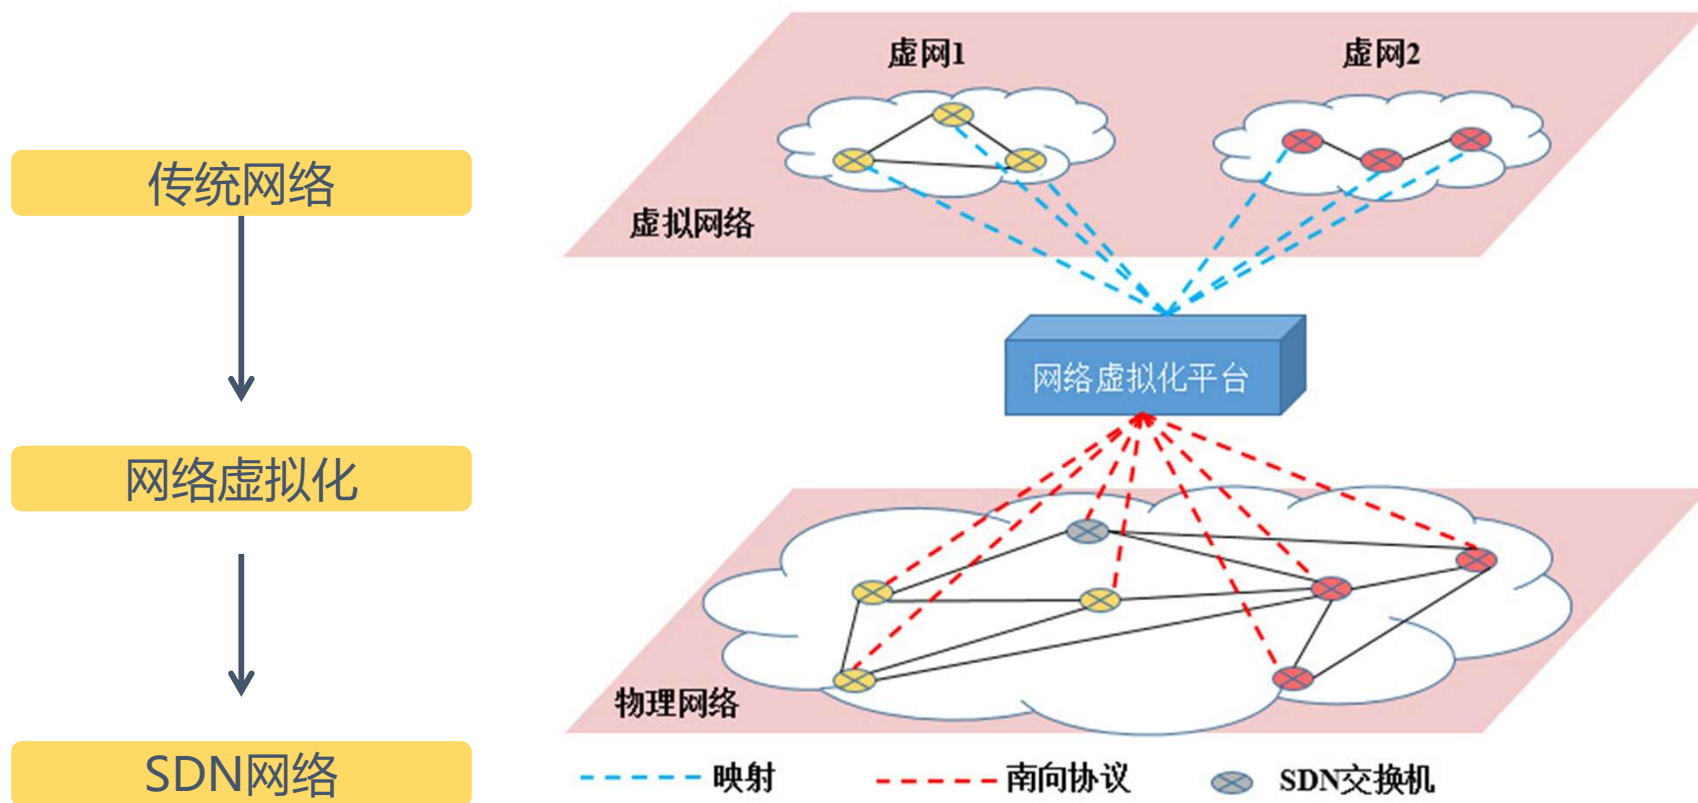 传统网络
网络虚拟化
SDN网络
虚网1
虚网2
虚拟网络
网络虚拟化平台
物理网络
映射
南向协议
SDN交换机